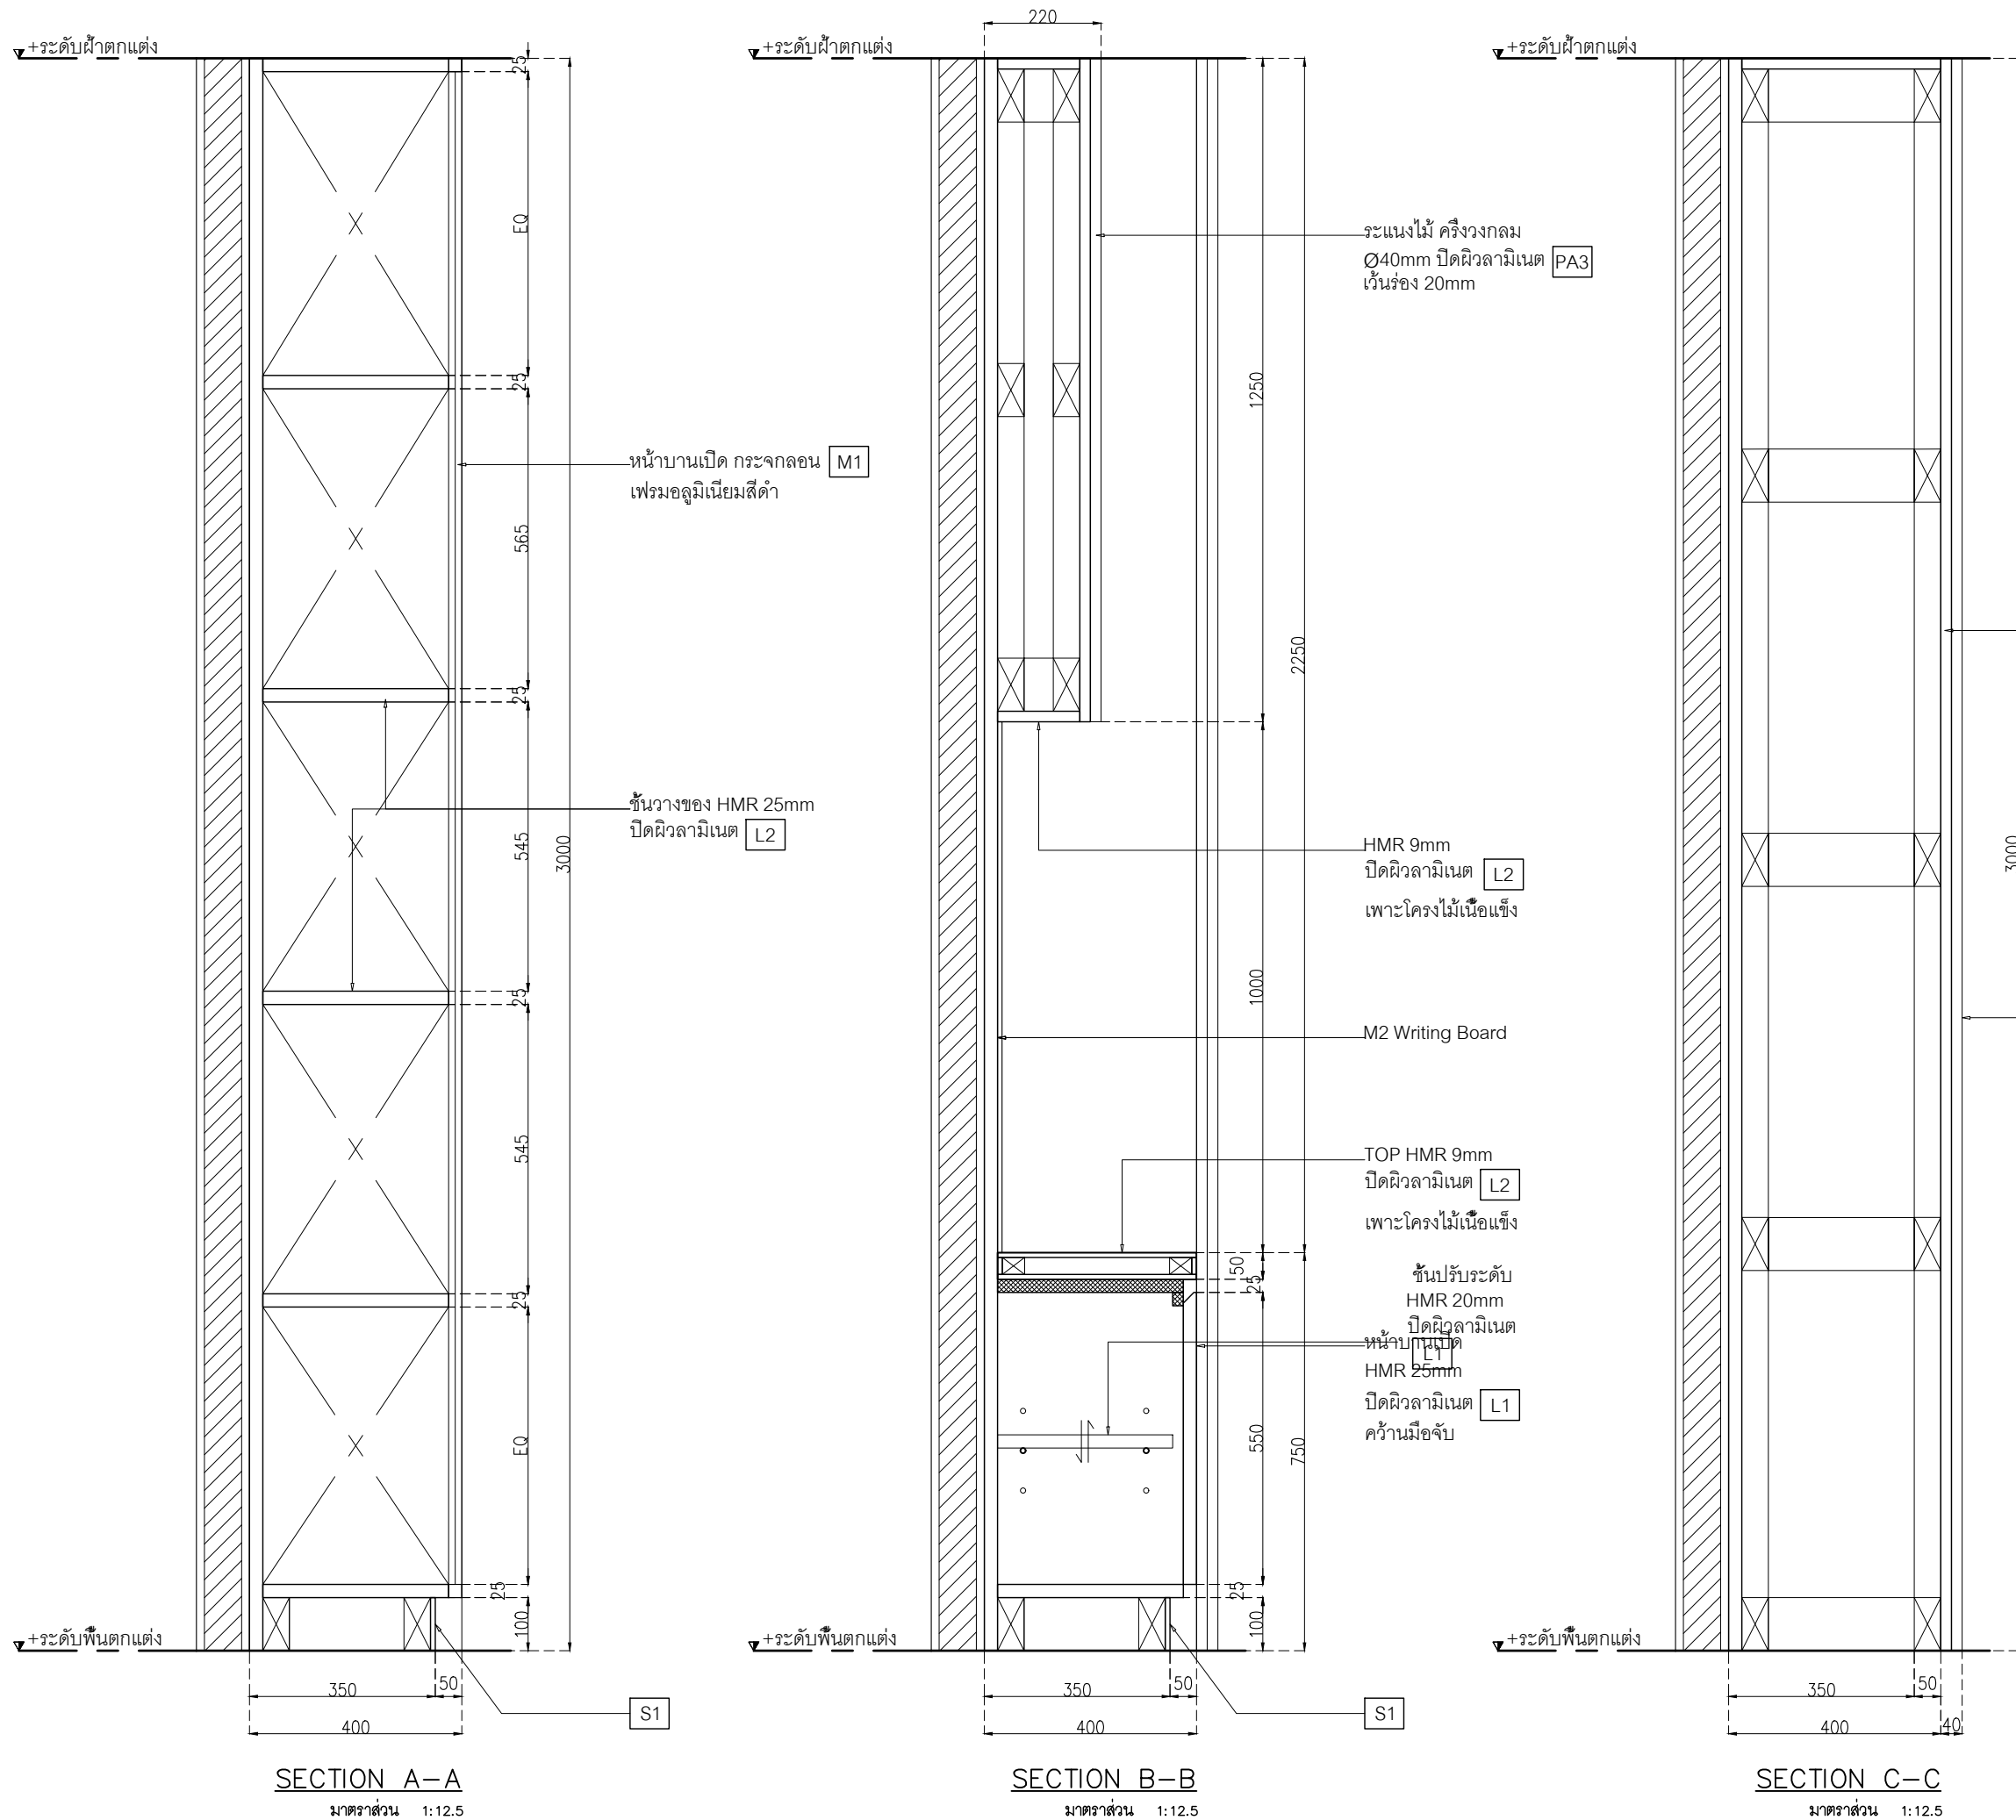 +ระดับฝ้าตกแต่ง
25
EQ
25
565
25
545
3000
25
545
25
EQ
25
100
หน้าบานเปิด กระจกลอน M1
เฟรมอลูมิเนียมสีดำ
ชั้นวางของ HMR 25mm
ปิดผิวลามิเนต L2
+ระดับพื้นตกแต่ง
350
50
400
S1
SECTION A-A
มาตราส่วน 1:12.5
+ระดับฝ้าตกแต่ง
220
1250
2250
1000
50
25
550
750
25
100
ระแนงไม้ ครึ่งวงกลม
Ø40mm ปิดผิวลามิเนต PA3
เว้นร่อง 20mm
HMR 9mm
ปิดผิวลามิเนต L2
เพาะโครงไม้เนื้อแข็ง
M2 Writing Board
TOP HMR 9mm
ปิดผิวลามิเนต L2
เพาะโครงไม้เนื้อแข็ง
ชั้นปรับระดับ
HMR 20mm
ปิดผิวลามิเนต
L1
หน้าบานเปิด
HMR 25mm
ปิดผิวลามิเนต L1
คว้านมือจับ
+ระดับพื้นตกแต่ง
350
50
400
S1
SECTION B-B
มาตราส่วน 1:12.5
+ระดับฝ้าตกแต่ง
3000
+ระดับพื้นตกแต่ง
350
50
400
40
SECTION C-C
มาตราส่วน 1:12.5